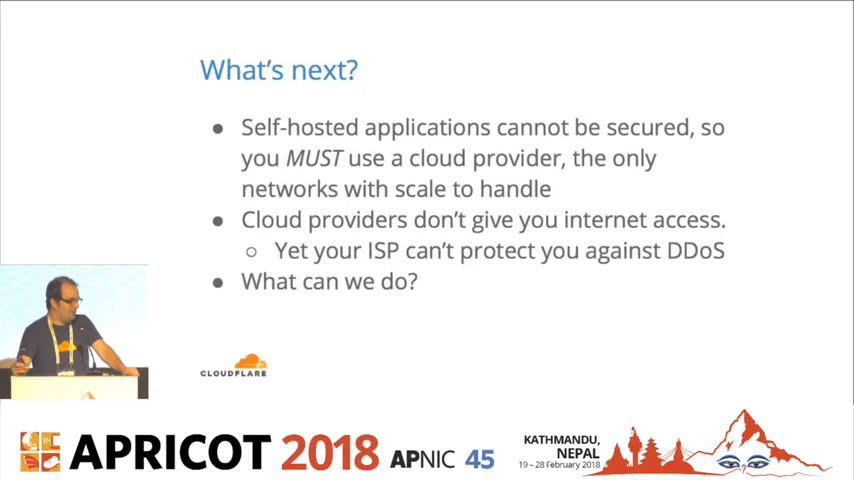 What's next?
● Self-hosted applications cannot be secured, so
you MUST use a cloud provider, the only
networks with scale to handle
● Cloud providers don't give you internet access.
○ Yet your ISP can't protect you against DDoS
● What can we do?
CLOUDFLARE
APRICOT 2018 APNIC 45
KATHMANDU,
NEPAL
19 – 28 February 2018